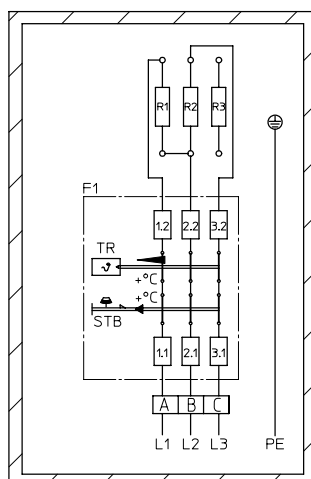 R1 R2 R3
F1
1.2 2.2 3.2
TR
ϑ
+°C
+°C
STB
1.1 2.1 3.1
A B C
L1 L2 L3 PE